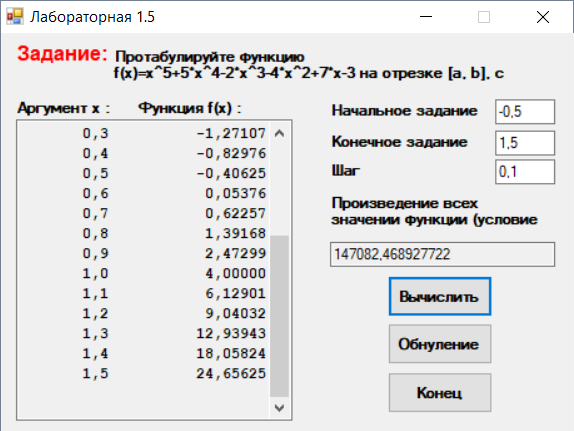 Лабораторная 1.5
Задание: Протабулируйте функцию
f(x)=x^5+5*x^4-2*x^3-4*x^2+7*x-3 на отрезке [a, b], с
Аргумент x : Функция f(x) :
0,3 -1,27107
0,4 -0,82976
0,5 -0,40625
0,6 0,05376
0,7 0,62257
0,8 1,39168
0,9 2,47299
1,0 4,00000
1,1 6,12901
1,2 9,04032
1,3 12,93943
1,4 18,05824
1,5 24,65625
Начальное задание -0,5
Конечное задание 1,5
Шаг 0,1
Произведение всех
значении функции (условие
147082,468927722
Вычислить
Обнуление
Конец